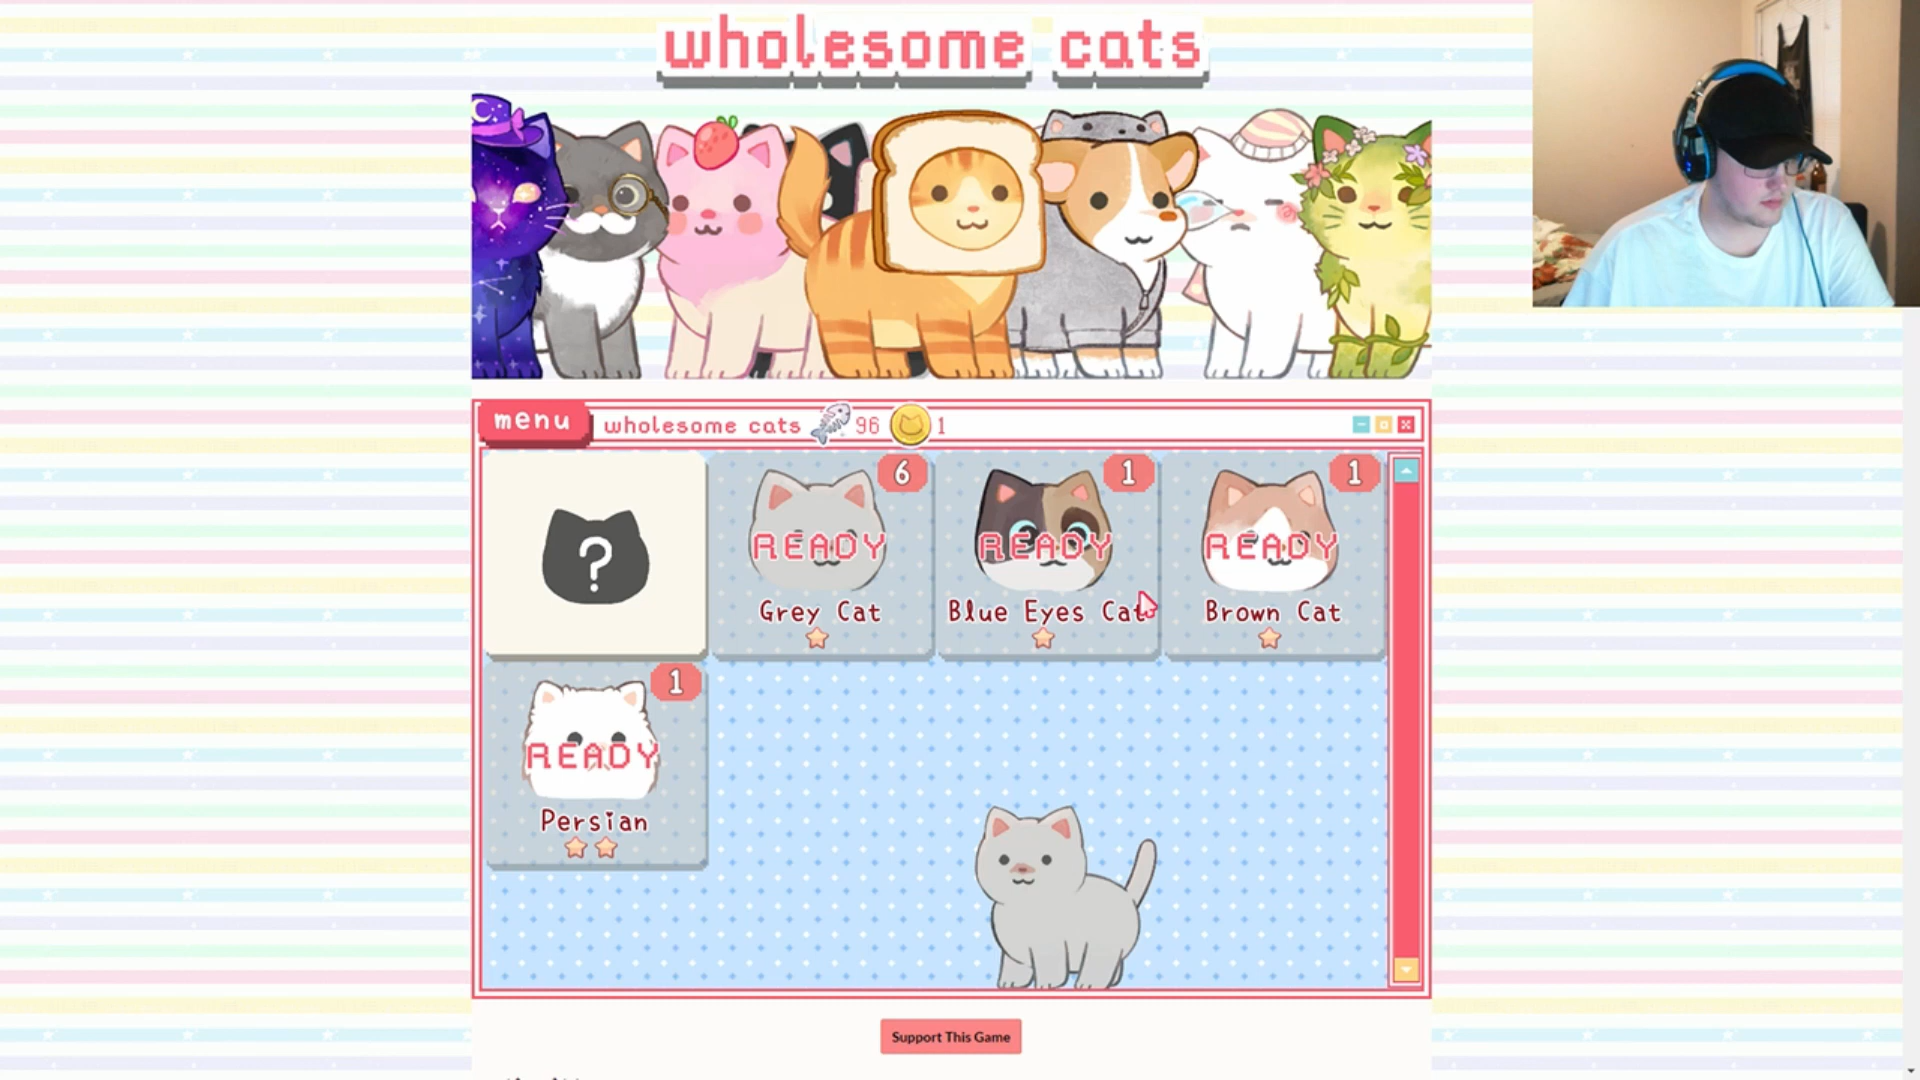 wholesome cats
menu wholesome cats 96 1
?
6
READY
Grey Cat
1
READY
Blue Eyes Cat
1
READY
Brown Cat
1
READY
Persian
Support This Game